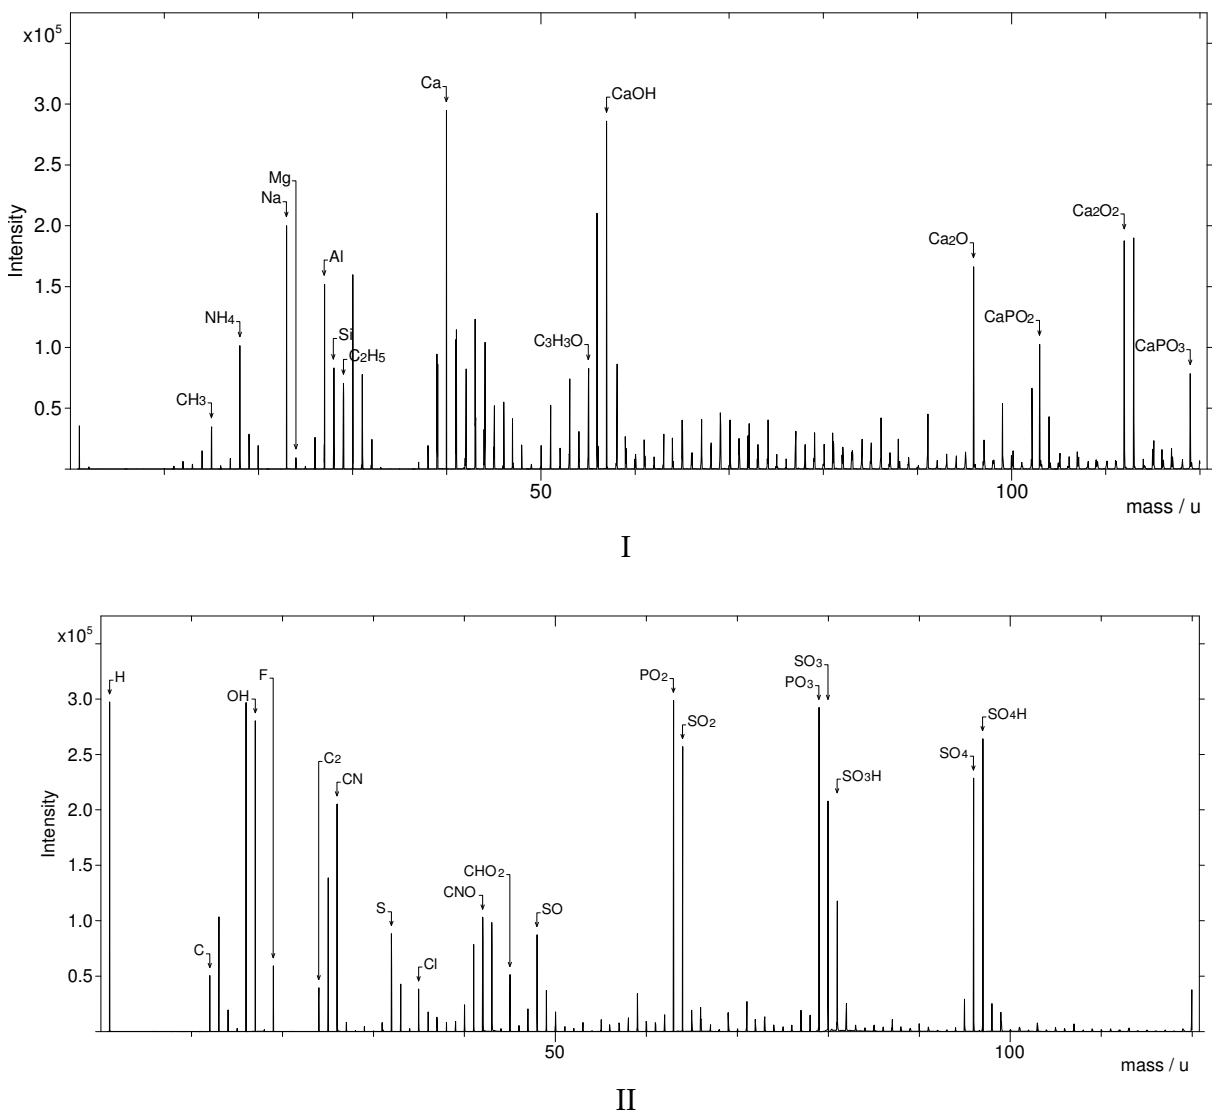 x10⁵
3.0
2.5
2.0
1.5
1.0
0.5
Intensity
CH3
NH4
Na
Mg
Al
Si
C2H5
Ca
C3H3O
CaOH
Ca2O
CaPO2
Ca2O2
CaPO3
50
100
mass / u
I
x10⁵
3.0
2.5
2.0
1.5
1.0
0.5
Intensity
H
C
OH
F
C2
CN
S
Cl
CNO
CHO2
SO
PO2
SO2
SO3
PO3
SO3H
SO4
SO4H
50
100
mass / u
II